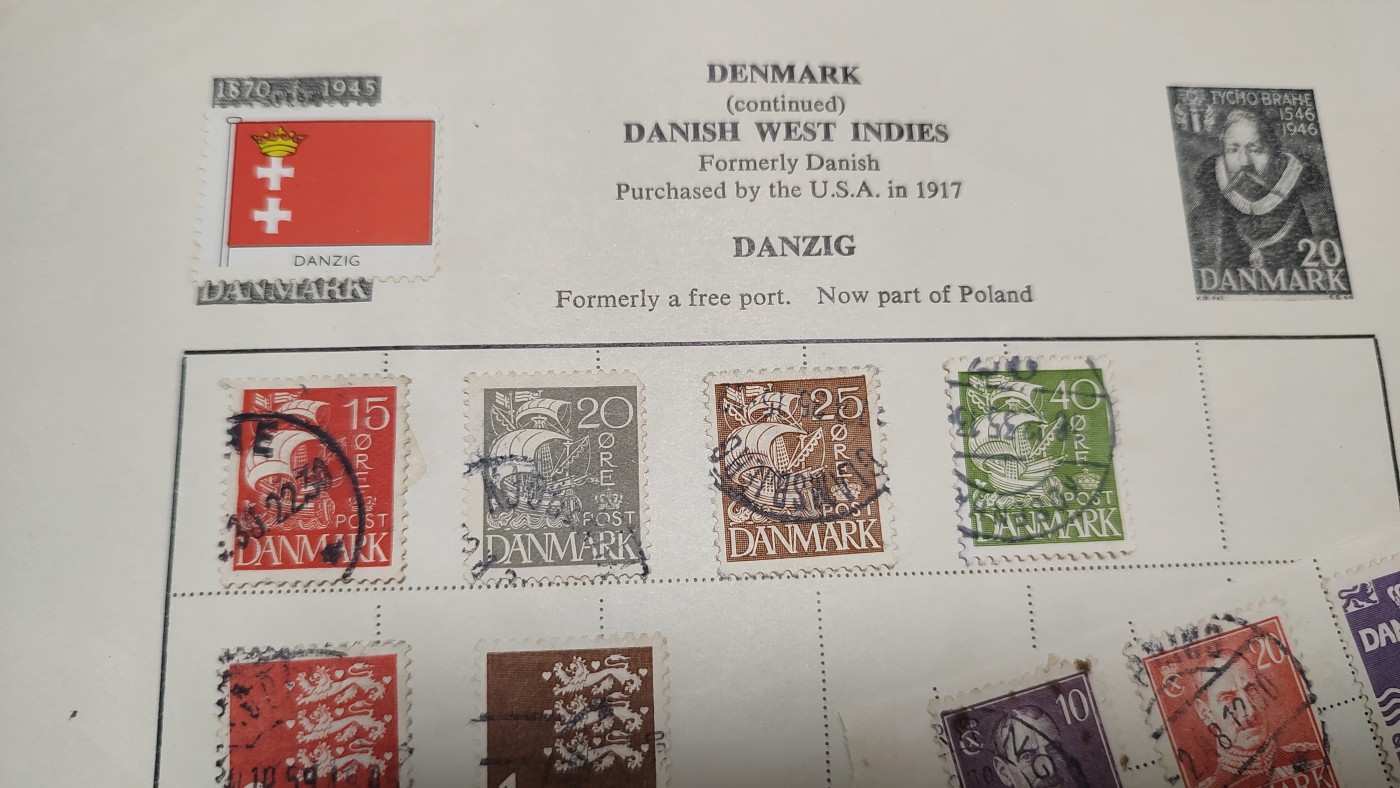 1870 1945
DANZIG
DANMARK
DENMARK
(continued)
DANISH WEST INDIES
Formerly Danish
Purchased by the U.S.A. in 1917
DANZIG
Formerly a free port. Now part of Poland
TYCHO BRAHE
1546
1946
20
DANMARK
15
ØRE
POST
DANMARK
20
ØRE
POST
DANMARK
25
ØRE
POST
DANMARK
40
ØRE
POST
DANMARK
10
20
DAN